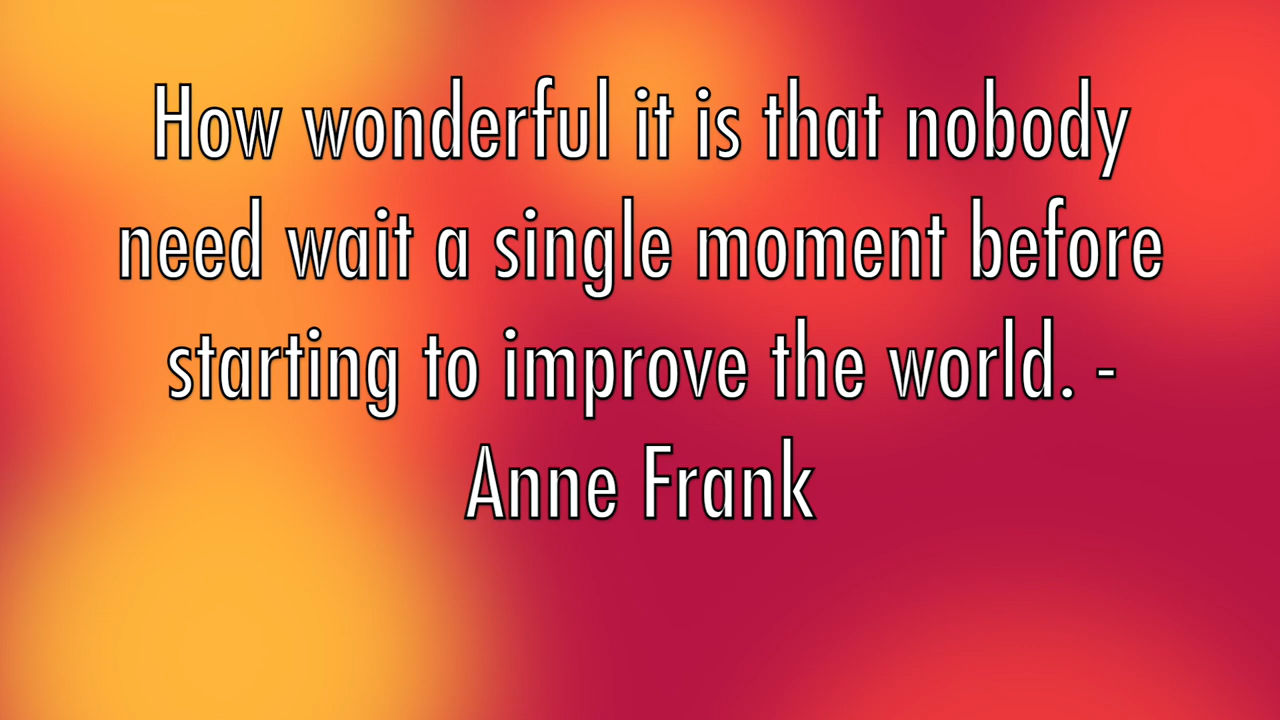 How wonderful it is that nobody
need wait a single moment before
starting to improve the world. -
Anne Frank